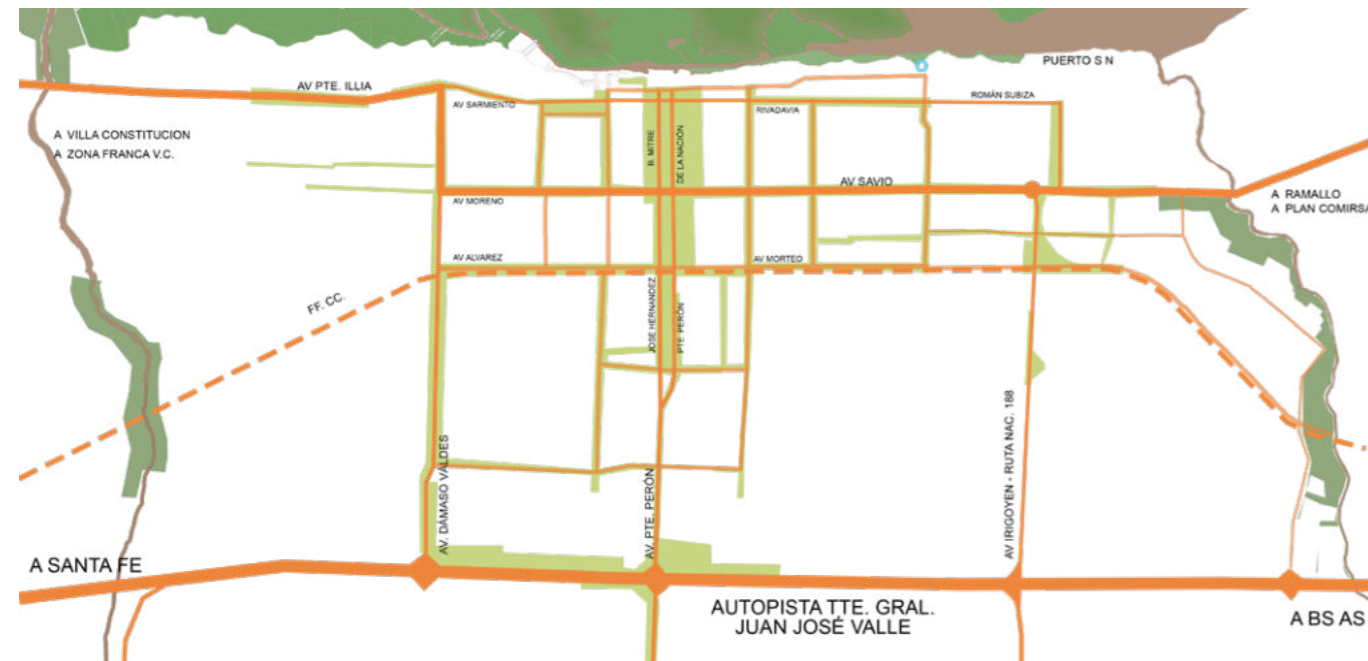 PUERTO S N
AV PTE. ILLIA
ROMÁN SUBIZA
AV SARMIENTO
RIVADAVIA
A VILLA CONSTITUCION
A ZONA FRANCA V.C.
B. MITRE
DE LA NACIÓN
AV SAVIO
A RAMALLO
A PLAN COMIRSA
AV MORENO
AV ALVAREZ
AV MORTEO
FF. CC.
JOSE HERNANDEZ
PTE. PERÓN
AV. DÁMASO VALDES
AV. PTE. PERÓN
AV IRIGOYEN - RUTA NAC. 188
A SANTA FE
AUTOPISTA TTE. GRAL.
JUAN JOSÉ VALLE
A BS AS